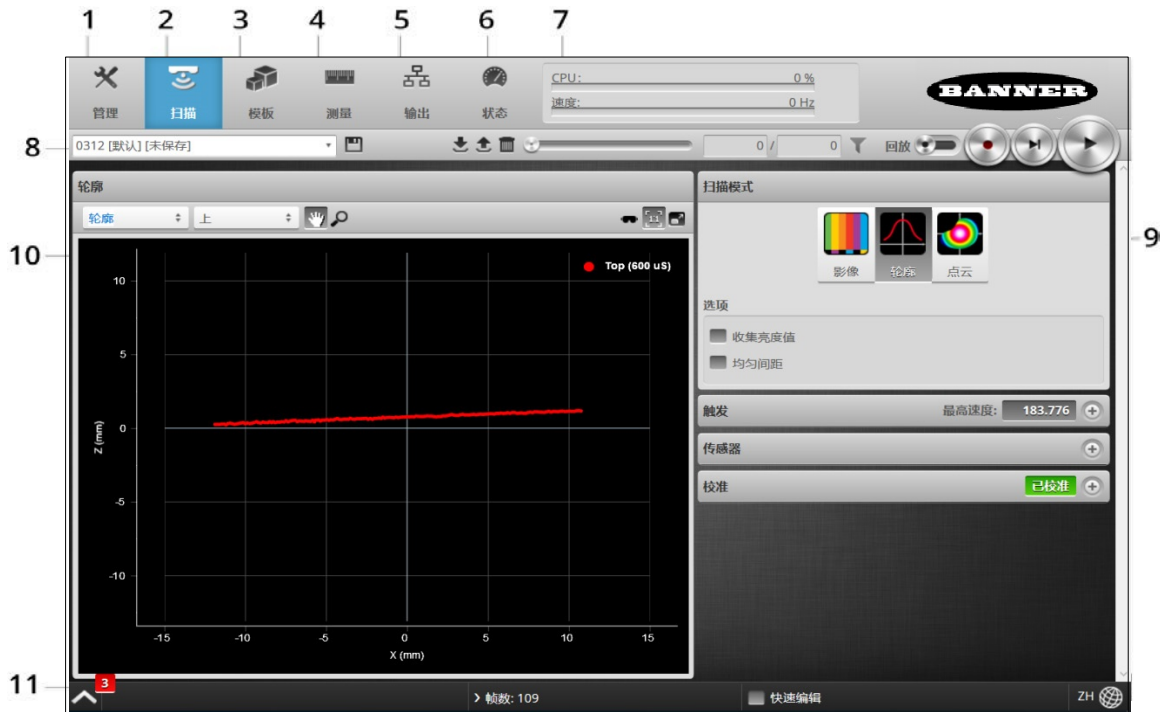 1 2 3 4 5 6 7
管理 扫描 模板 测量 输出 状态
CPU: 0 %
速度: 0 Hz
BANNER
8
0312 [默认] [未保存]
0 / 0
回放
轮廓
轮廓 上
1:1
10
Top (600 uS)
10
5
0
-5
-10
Z (mm)
-15 -10 -5 0 5 10 15
X (mm)
扫描模式
9
影像 轮廓 点云
选项
收集亮度值
均匀间距
触发 最高速度: 183.776
传感器
校准 已校准
11
3
帧数: 109
快速编辑
ZH